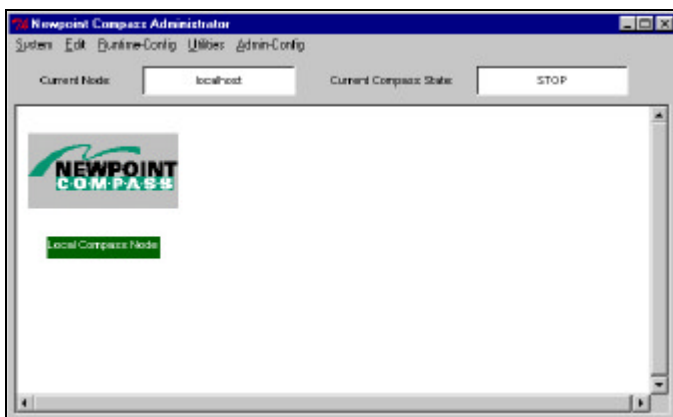 Newpoint Compass Administrator
System Edit Runtime-Config Utilities Admin-Config
Current Node: localhost Current Compass State: STOP
NEWPOINT
COMPASS
Local Compass Node